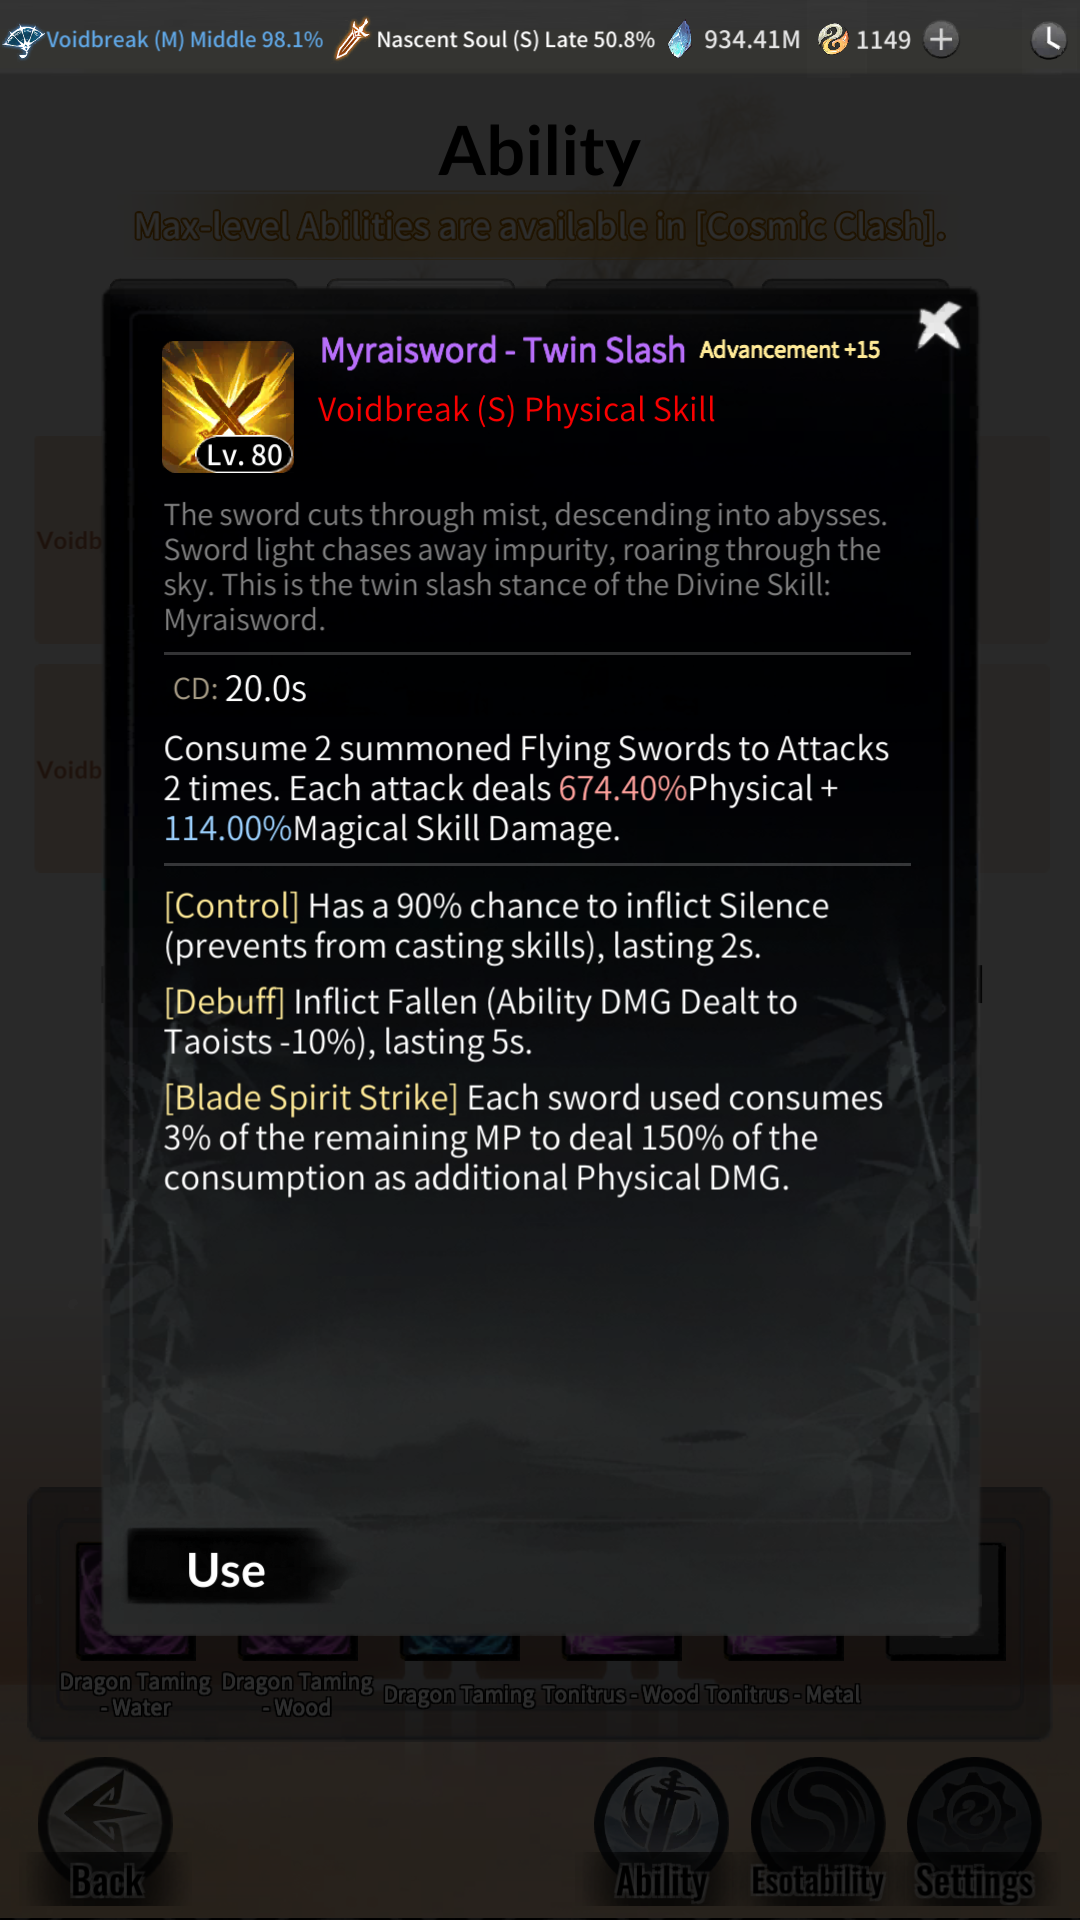 Voidbreak (M) Middle 98.1% Nascent Soul (S) Late 50.8% 934.41M 1149
Ability
Max-level Abilities are available in [Cosmic Clash].
Myraisword - Twin Slash Advancement +15
Voidbreak (S) Physical Skill
Lv. 80
The sword cuts through mist, descending into abysses.
Sword light chases away impurity, roaring through the
sky. This is the twin slash stance of the Divine Skill:
Myraisword.
Voidb
CD: 20.0s
Consume 2 summoned Flying Swords to Attacks
2 times. Each attack deals 674.40%Physical +
114.00%Magical Skill Damage.
Voidb
[Control] Has a 90% chance to inflict Silence
(prevents from casting skills), lasting 2s.
[Debuff] Inflict Fallen (Ability DMG Dealt to
Taoists -10%), lasting 5s.
[Blade Spirit Strike] Each sword used consumes
3% of the remaining MP to deal 150% of the
consumption as additional Physical DMG.
Use
Dragon Taming
- Water
Dragon Taming
- Wood
Dragon Taming
Tonitrus - Wood
Tonitrus - Metal
Back
Ability
Esotability
Settings